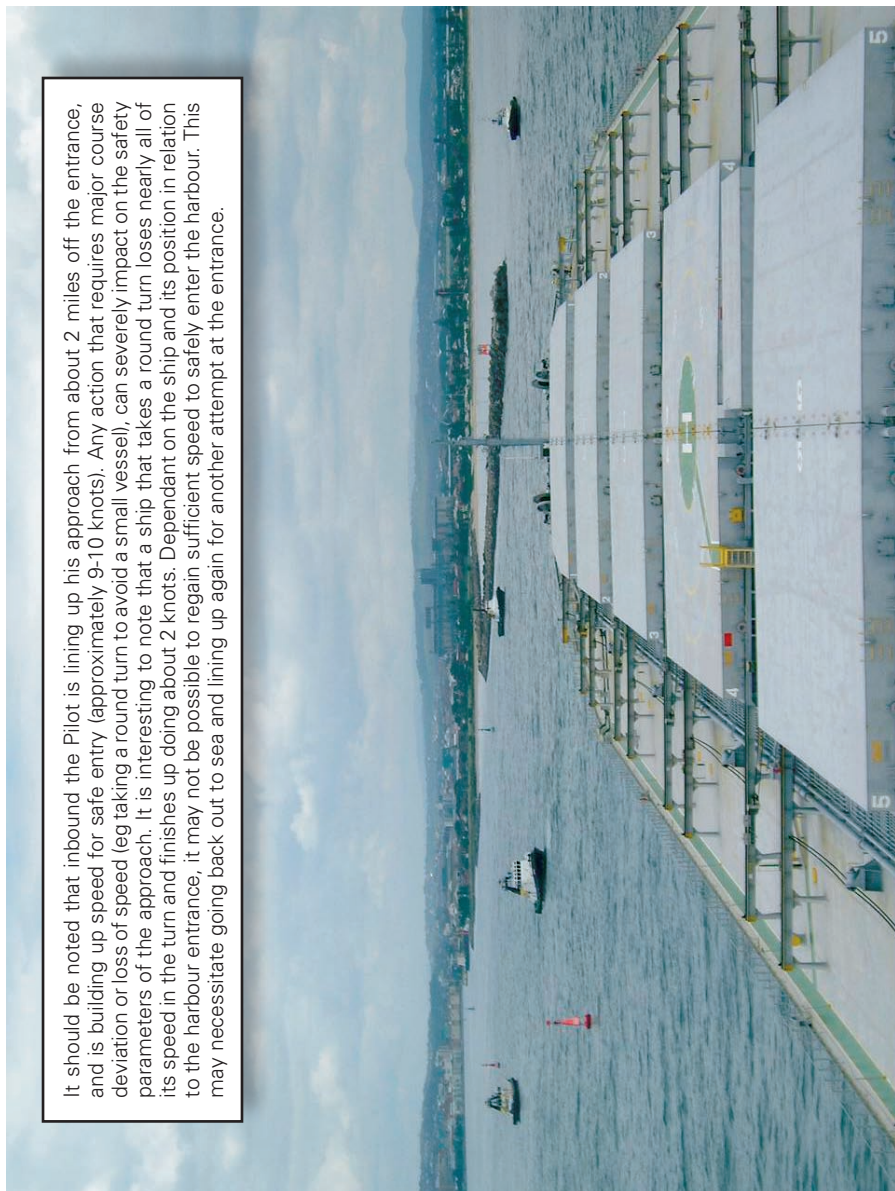 It should be noted that inbound the Pilot is lining up his approach from about 2 miles off the entrance,
and is building up speed for safe entry (approximately 9-10 knots). Any action that requires major course
deviation or loss of speed (eg taking a round turn to avoid a small vessel), can severely impact on the safety
parameters of the approach. It is interesting to note that a ship that takes a round turn loses nearly all of
its speed in the turn and finishes up doing about 2 knots. Dependant on the ship and its position in relation
to the harbour entrance, it may not be possible to regain sufficient speed to safely enter the harbour. This
may necessitate going back out to sea and lining up again for another attempt at the entrance.
1
1
2
2
3
3
4
4
H
5